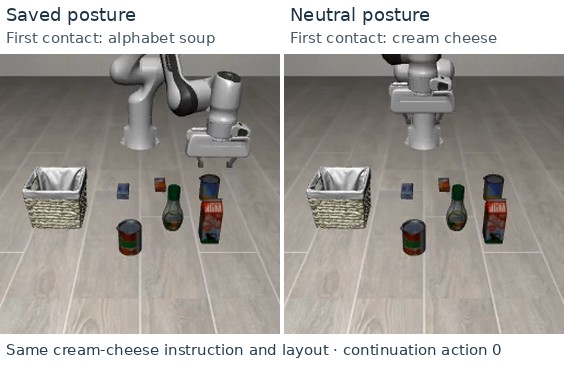 Saved posture
First contact: alphabet soup
Neutral posture
First contact: cream cheese
Same cream-cheese instruction and layout · continuation action 0